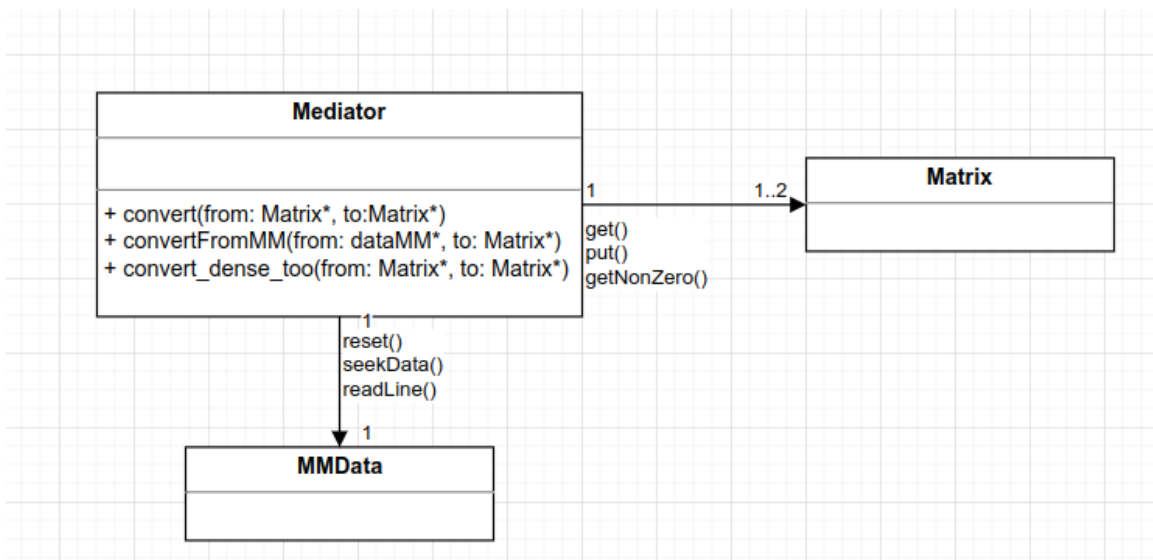 Mediator
+ convert(from: Matrix*, to:Matrix*)
+ convertFromMM(from: dataMM*, to: Matrix*)
+ convert_dense_too(from: Matrix*, to: Matrix*)
1
1..2
Matrix
get()
put()
getNonZero()
1
reset()
seekData()
readLine()
1
MMData